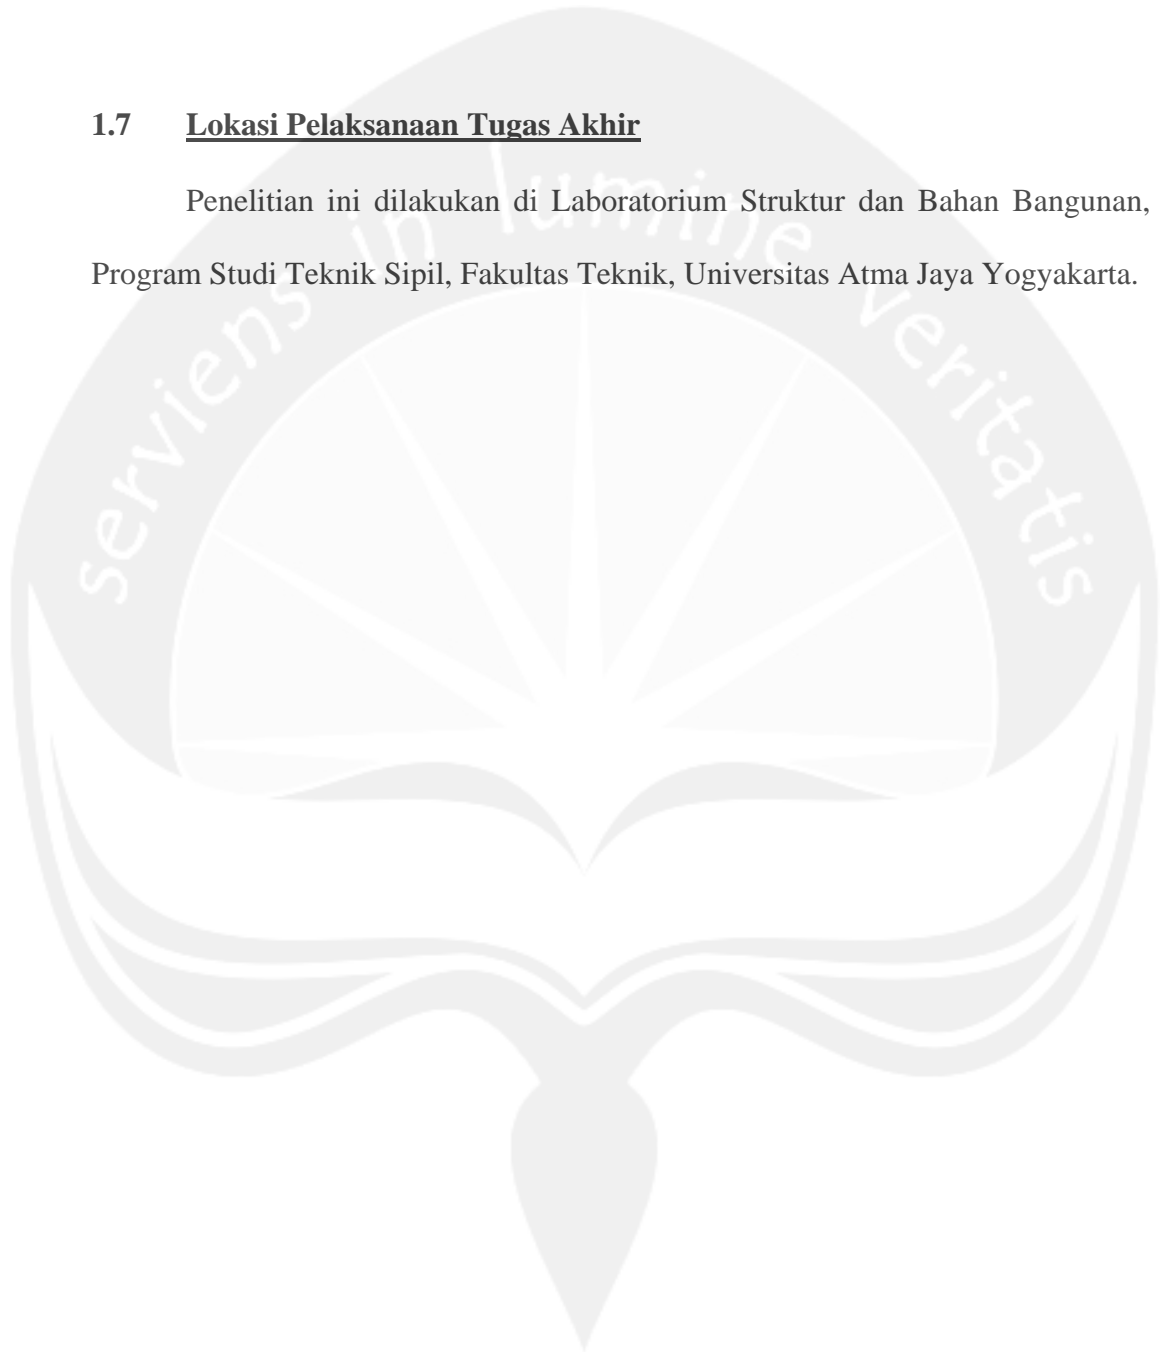 1.7 Lokasi Pelaksanaan Tugas Akhir
Penelitian ini dilakukan di Laboratorium Struktur dan Bahan Bangunan,
Program Studi Teknik Sipil, Fakultas Teknik, Universitas Atma Jaya Yogyakarta.
serviens in lumine veritatis